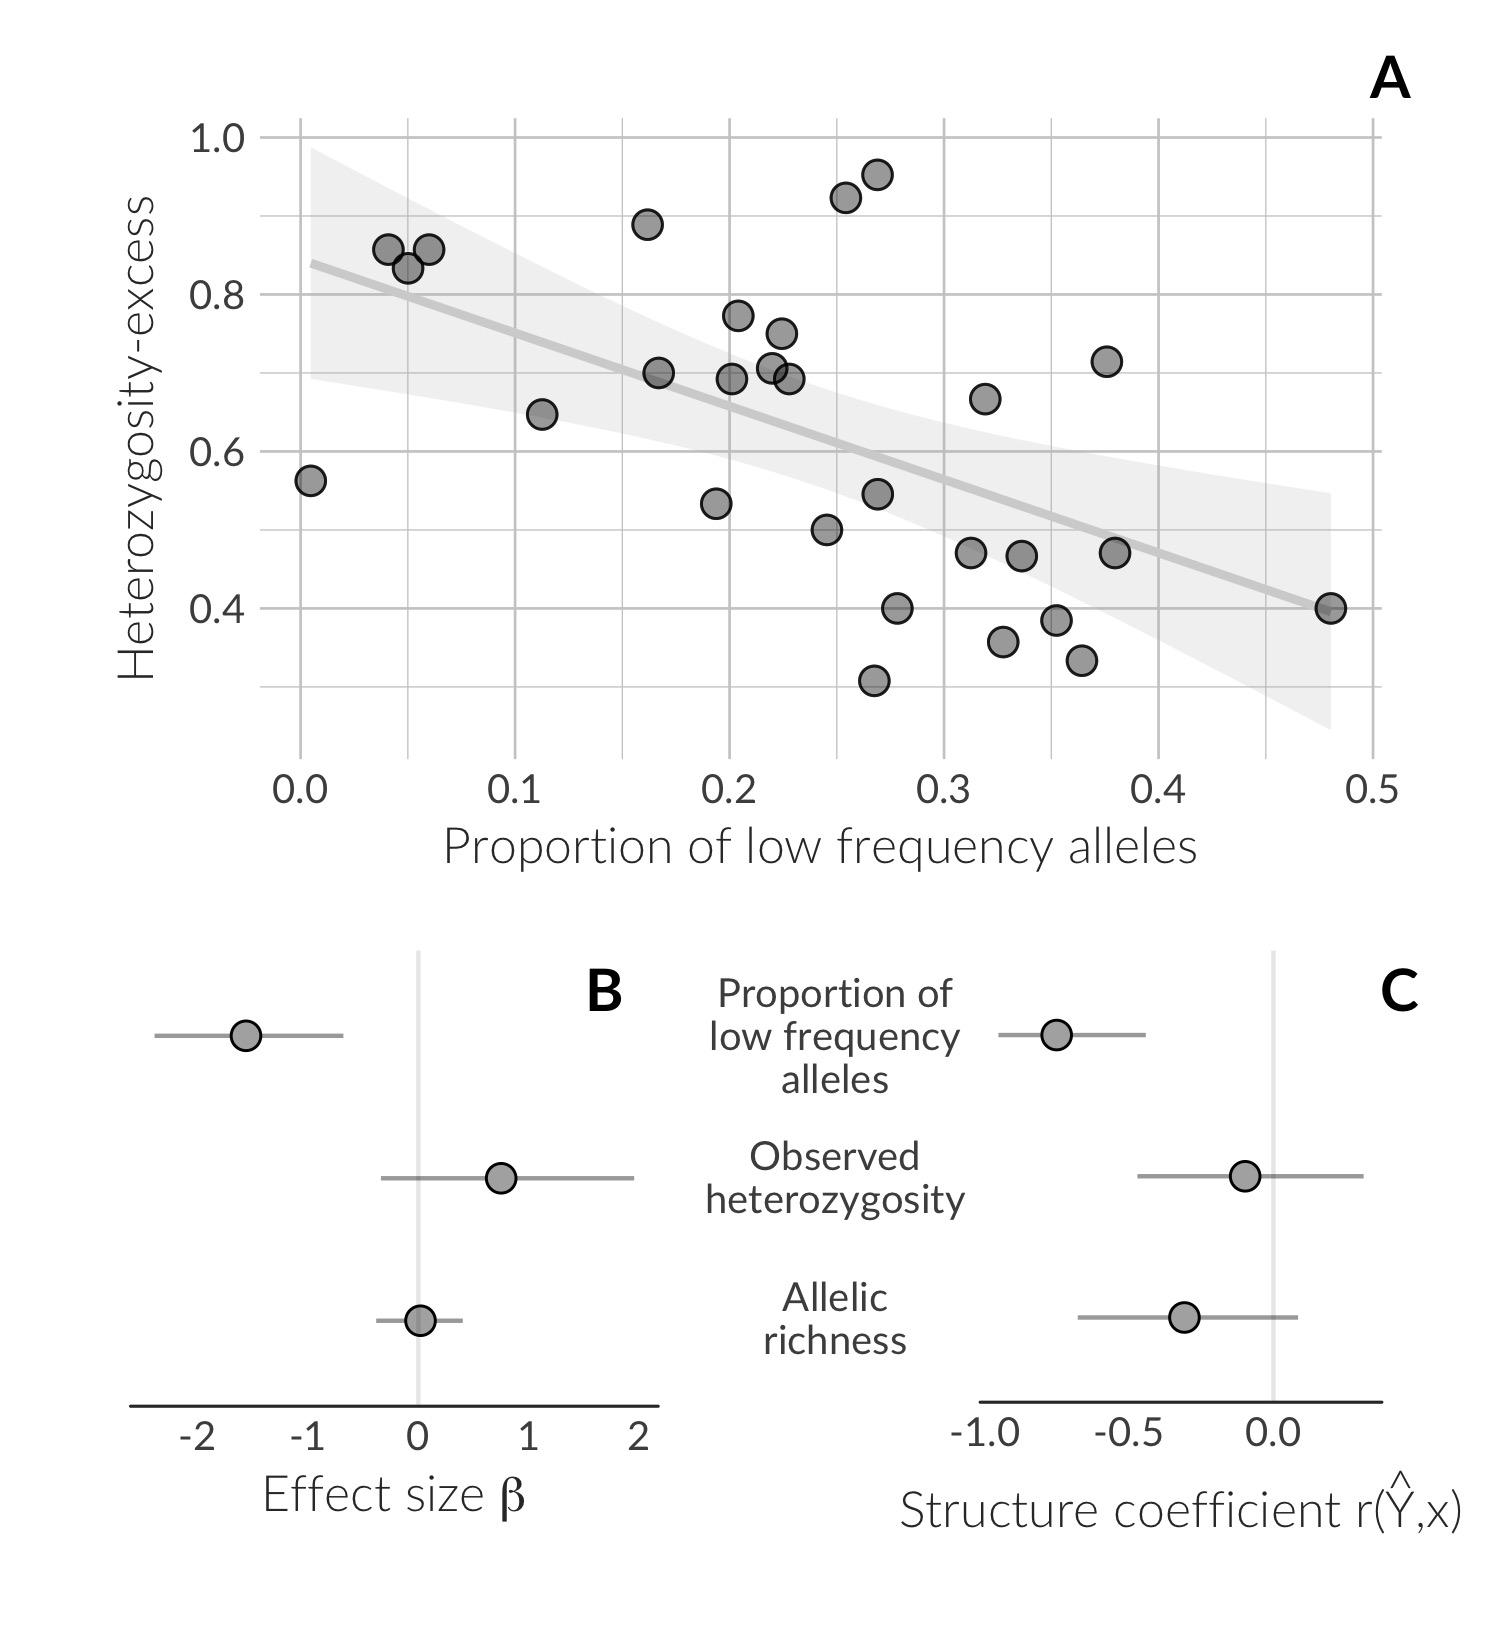 A
1.0
0.8
0.6
0.4
Heterozygosity-excess
0.0 0.1 0.2 0.3 0.4 0.5
Proportion of low frequency alleles
B
C
Proportion of
low frequency
alleles
Observed
heterozygosity
Allelic
richness
-2 -1 0 1 2
Effect size β
-1.0 -0.5 0.0
Structure coefficient r(Ŷ,x)